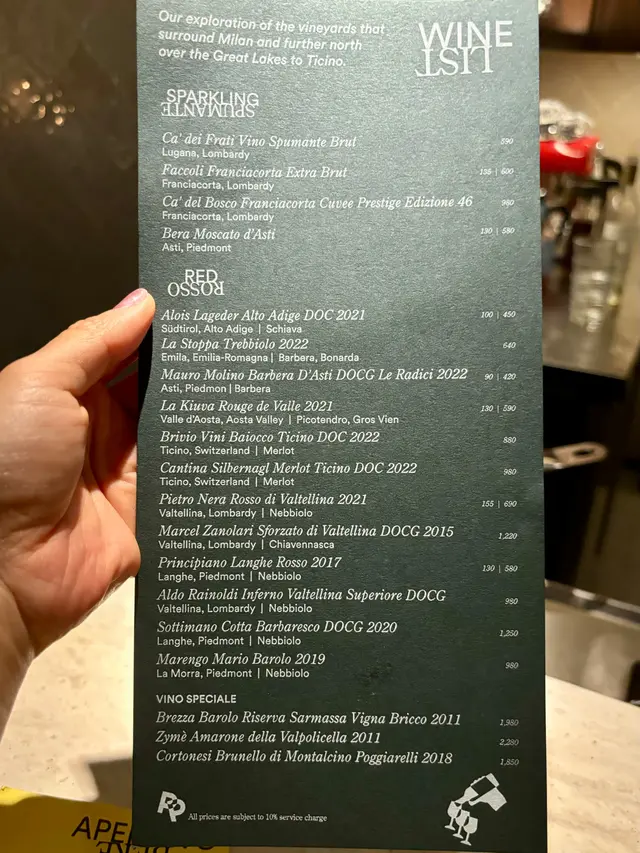 Our exploration of the vineyards that
surround Milan and further north
over the Great Lakes to Ticino.
WINE
LIST
SPARKLING
SPUMANTE
Ca' dei Frati Vino Spumante Brut 590
Lugana, Lombardy
Faccoli Franciacorta Extra Brut 135 | 600
Franciacorta, Lombardy
Ca' del Bosco Franciacorta Cuvee Prestige Edizione 46 980
Franciacorta, Lombardy
Bera Moscato d'Asti 130 | 580
Asti, Piedmont
RED
ROSSO
Alois Lageder Alto Adige DOC 2021 100 | 450
Südtirol, Alto Adige | Schiava
La Stoppa Trebbiolo 2022 640
Emila, Emilia-Romagna | Barbera, Bonarda
Mauro Molino Barbera D'Asti DOCG Le Radici 2022 90 | 420
Asti, Piedmon | Barbera
La Kiuva Rouge de Valle 2021 130 | 590
Valle d'Aosta, Aosta Valley | Picotendro, Gros Vien
Brivio Vini Baiocco Ticino DOC 2022 880
Ticino, Switzerland | Merlot
Cantina Silbernagl Merlot Ticino DOC 2022 980
Ticino, Switzerland | Merlot
Pietro Nera Rosso di Valtellina 2021 155 | 690
Valtellina, Lombardy | Nebbiolo
Marcel Zanolari Sforzato di Valtellina DOCG 2015 1,220
Valtellina, Lombardy | Chiavennasca
Principiano Langhe Rosso 2017 130 | 580
Langhe, Piedmont | Nebbiolo
Aldo Rainoldi Inferno Valtellina Superiore DOCG 980
Valtellina, Lombardy | Nebbiolo
Sottimano Cotta Barbaresco DOCG 2020 1,250
Langhe, Piedmont | Nebbiolo
Marengo Mario Barolo 2019 980
La Morra, Piedmont | Nebbiolo
VINO SPECIALE
Brezza Barolo Riserva Sarmassa Vigna Bricco 2011 1,980
Zymè Amarone della Valpolicella 2011 2,280
Cortonesi Brunello di Montalcino Poggiarelli 2018 1,850
All prices are subject to 10% service charge